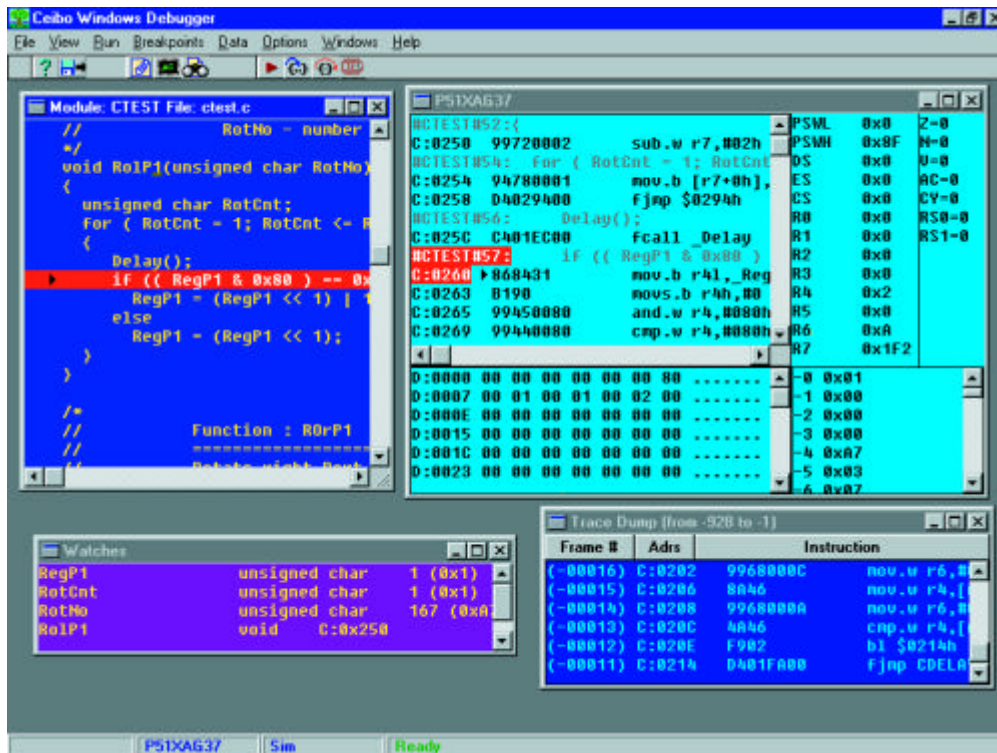 Ceibo Windows Debugger
File View Run Breakpoints Data Options Windows Help
Module: CTEST File: ctest.c
// RotNo - number
*/
void RolP1(unsigned char RotNo)
{
unsigned char RotCnt;
for ( RotCnt = 1; RotCnt <= R
{
Delay();
if (( RegP1 & 0x80 ) == 0x
RegP1 = (RegP1 << 1) | 1
else
RegP1 = (RegP1 << 1);
}
}
/*
// Function : ROrP1
// ================
P51XAG37
#CTEST#52:{
C:0250 99720002 sub.w r7,#02h
#CTEST#54: for ( RotCnt = 1; RotCnt
C:0254 94780001 mov.b [r7+0h],
C:0258 D4029400 fjmp $0294h
#CTEST#56: Delay();
C:025C C401EC00 fcall _Delay
#CTEST#57: if (( RegP1 & 0x80 )
C:0260 868431 mov.b r4l,_Reg
C:0263 B190 movs.b r4h,#0
C:0265 99450080 and.w r4,#080h
C:0269 99440080 cmp.w r4,#080h
PSWL 0x0
PSWH 0x8F
DS 0x0
ES 0x0
CS 0x0
R0 0x0
R1 0x0
R2 0x0
R3 0x0
R4 0x2
R5 0x0
R6 0xA
R7 0x1F2
Z=0
N=0
V=0
AC=0
CY=0
RS0=0
RS1=0
D:0000 00 00 00 00 00 00 80 .......
D:0007 00 01 00 01 00 02 00 .......
D:000E 00 00 00 00 00 00 00 .......
D:0015 00 00 00 00 00 00 00 .......
D:001C 00 00 00 00 00 00 00 .......
D:0023 00 00 00 00 00 00 00 .......
-0 0x01
-1 0x00
-2 0x00
-3 0x00
-4 0xA7
-5 0x03
-6 0x07
Watches
RegP1 unsigned char 1 (0x1)
RotCnt unsigned char 1 (0x1)
RotNo unsigned char 167 (0xA7
RolP1 void C:0x250
Trace Dump (from -928 to -1)
Frame # Adrs Instruction
(-00016) C:0202 9968000C mov.w r6,#
(-00015) C:0206 8A46 mov.w r4,[
(-00014) C:0208 9968000A mov.w r6,#
(-00013) C:020C 4A46 cmp.w r4,[
(-00012) C:020E F902 bl $0214h
(-00011) C:0214 D401FA00 fjmp CDELA
P51XAG37 Sim Ready